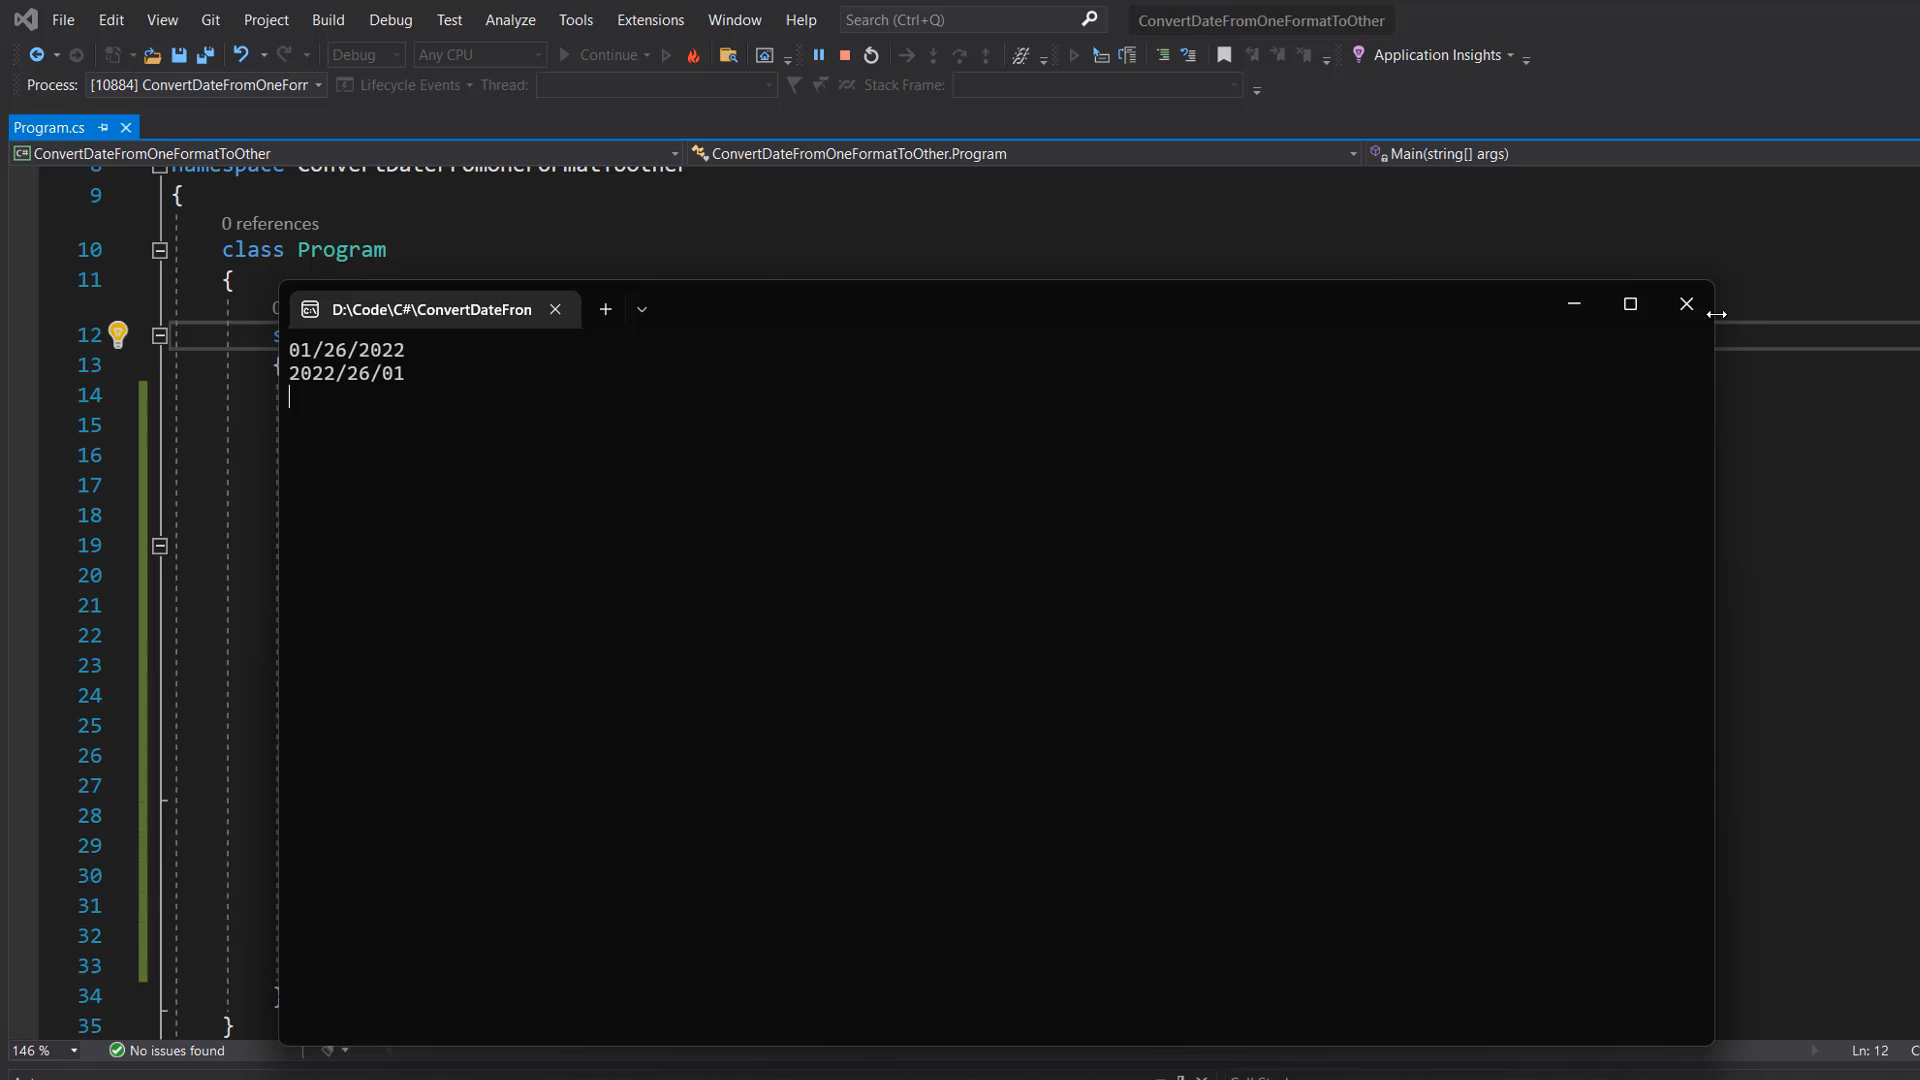 File Edit View Git Project Build Debug Test Analyze Tools Extensions Window Help Search (Ctrl+Q) ConvertDateFromOneFormatToOther
Debug Any CPU Continue Application Insights
Process: [10884] ConvertDateFromOneForr Lifecycle Events Thread: Stack Frame:
Program.cs
C# ConvertDateFromOneFormatToOther ConvertDateFromOneFormatToOther.Program Main(string[] args)
8 namespace ConvertDateFromOneFormatToOther
9 {
0 references
10 class Program
11 {
D:\Code\C#\ConvertDateFron
0
12 s
01/26/2022
13 {
2022/26/01
14
15
16
17
18
19
20
21
22
23
24
25
26
27
28
29
30
31
32
33
34 }
35 }
146 % No issues found Ln: 12 C